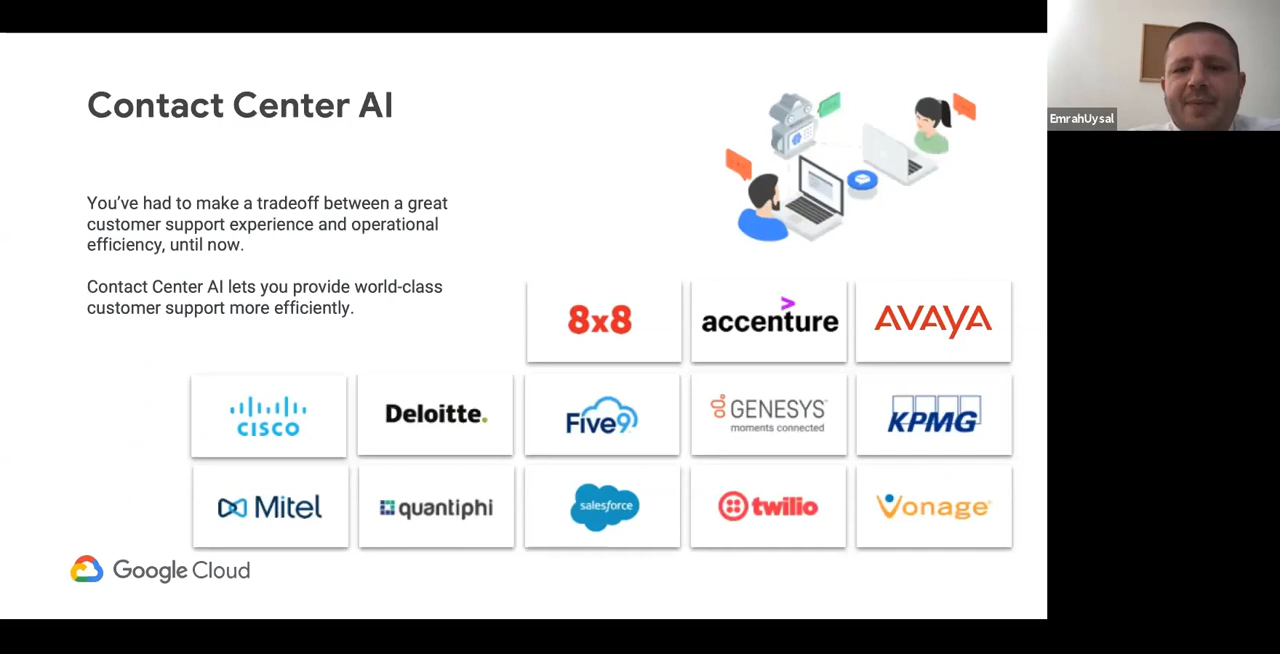 Contact Center AI
You’ve had to make a tradeoff between a great
customer support experience and operational
efficiency, until now.
Contact Center AI lets you provide world-class
customer support more efficiently.
8x8
accenture
AVAYA
CISCO
Deloitte.
Five9
GENESYS
moments connected
KPMG
Mitel
quantiphi
salesforce
twilio
Vonage
Google Cloud
EmrahUysal